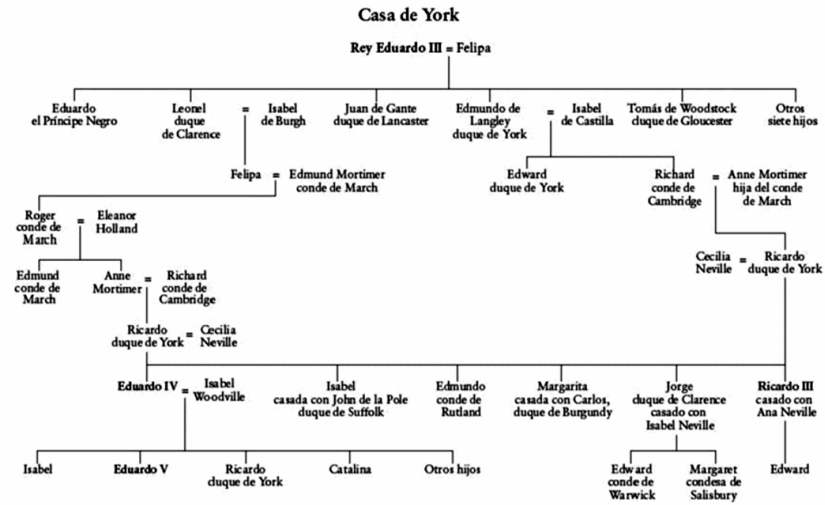 Casa de York
Rey Eduardo III = Felipa
Eduardo
el Príncipe Negro
Leonel
duque
de Clarence
=
Isabel
de Burgh
Juan de Gante
duque de Lancaster
Edmundo de
Langley
duque de York
=
Isabel
de Castilla
Tomás de Woodstock
duque de Gloucester
Otros
siete hijos
Felipa
=
Edmund Mortimer
conde de March
Edward
duque de York
Richard
conde de
Cambridge
=
Anne Mortimer
hija del conde
de March
Roger
conde de
March
=
Eleanor
Holland
Cecilia
Neville
=
Ricardo
duque de York
Edmund
conde de
March
Anne
Mortimer
=
Richard
conde de
Cambridge
Ricardo
duque de York
=
Cecilia
Neville
Eduardo IV
=
Isabel
Woodville
Isabel
casada con John de la Pole
duque de Suffolk
Edmundo
conde de
Rutland
Margarita
casada con Carlos,
duque de Burgundy
Jorge
duque de Clarence
casado con
Isabel Neville
Ricardo III
casado con
Ana Neville
Isabel
Eduardo V
Ricardo
duque de York
Catalina
Otros hijos
Edward
conde de
Warwick
Margaret
condesa de
Salisbury
Edward